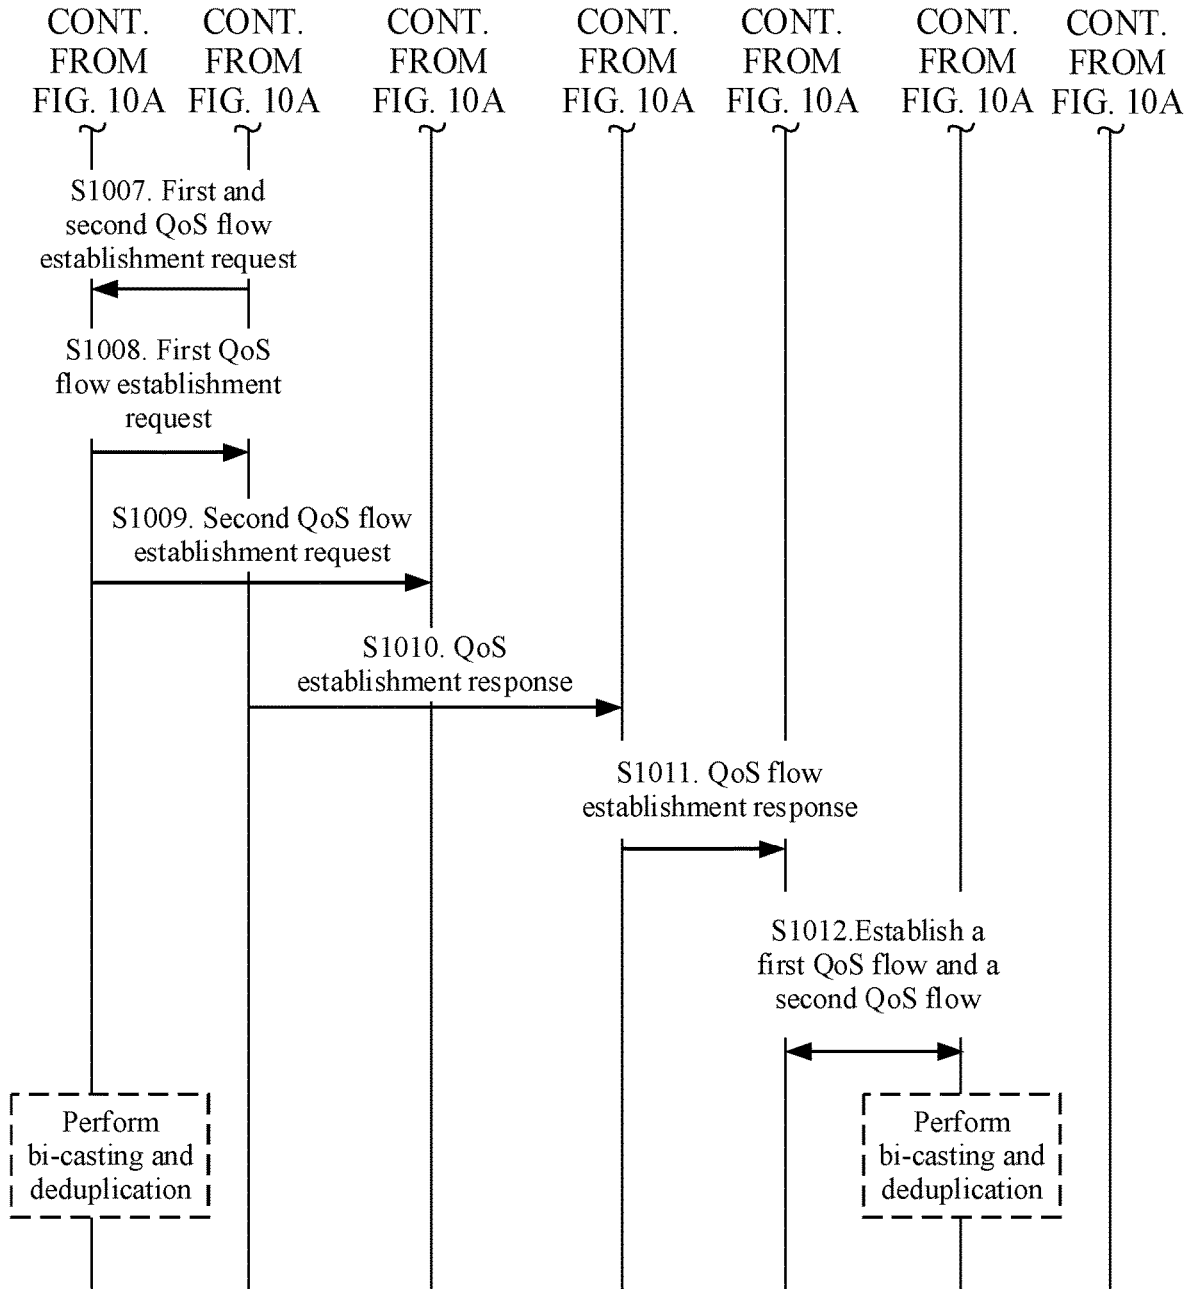 CONT. FROM FIG. 10A
CONT. FROM FIG. 10A
CONT. FROM FIG. 10A
CONT. FROM FIG. 10A
CONT. FROM FIG. 10A
CONT. FROM FIG. 10A
CONT. FROM FIG. 10A
S1007. First and
second QoS flow
establishment request
S1008. First QoS
flow establishment
request
S1009. Second QoS flow
establishment request
S1010. QoS
establishment response
S1011. QoS flow
establishment response
S1012.Establish a
first QoS flow and a
second QoS flow
Perform
bi-casting and
deduplication
Perform
bi-casting and
deduplication